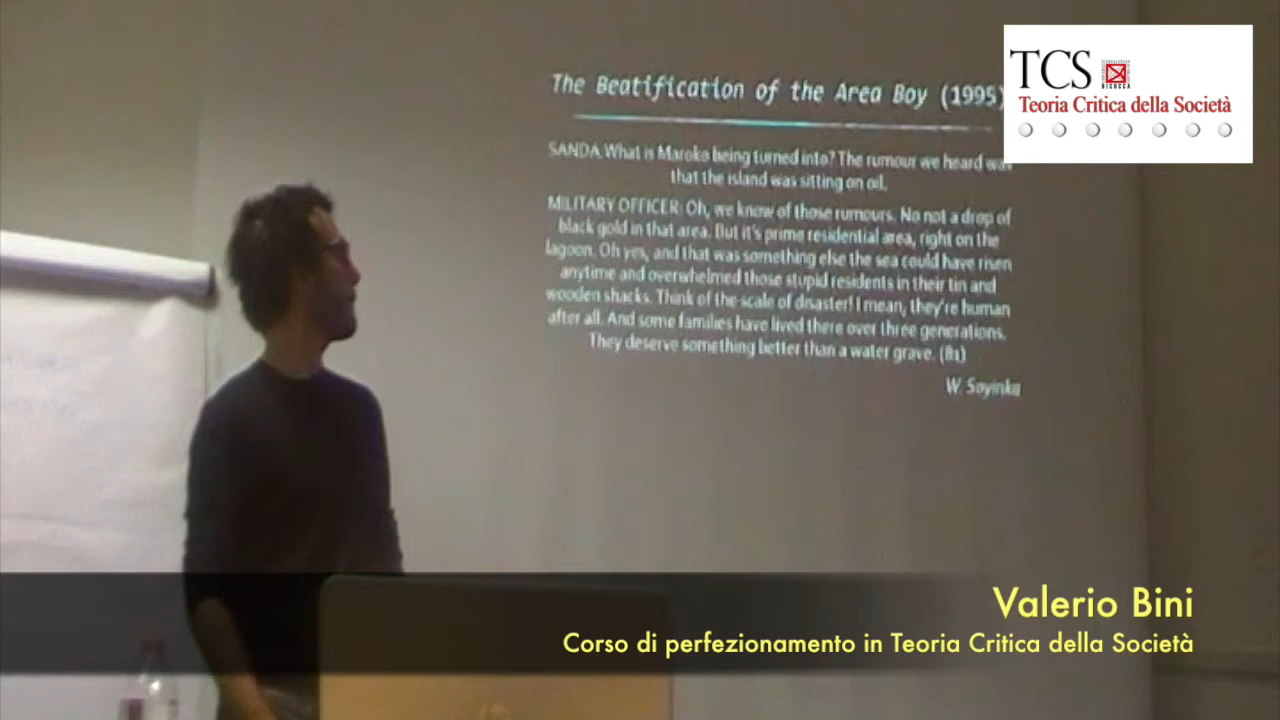 The Beatification of the Area Boy (1995)
SANDA What is Maroko being turned into? The rumour we heard was
that the island was sitting on oil.
MILITARY OFFICER: Oh, we know of those rumours. No not a drop of
black gold in that area. But it's prime residential area, right on the
lagoon. Oh yes, and that was something else the sea could have risen
anytime and overwhelmed those stupid residents in their tin and
wooden shacks. Think of the scale of disaster! I mean, they're human
after all. And some families have lived there over three generations.
They deserve something better than a water grave. (81)
W. Soyinka
TCS
BICOCCA
Teoria Critica della Società
Valerio Bini
Corso di perfezionamento in Teoria Critica della Società